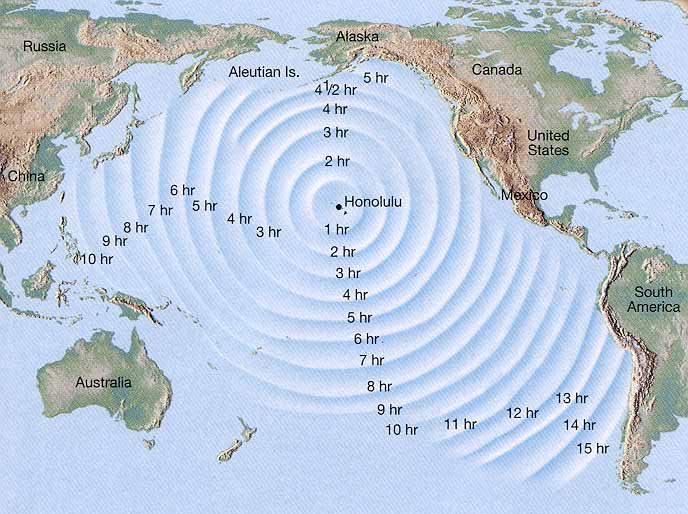 Alaska
Russia
Canada
Aleutian Is.
5 hr
4 1/2 hr
4 hr
3 hr
United
States
2 hr
China
6 hr
Mexico
7 hr
5 hr
Honolulu
4 hr
8 hr
3 hr
1 hr
9 hr
2 hr
10 hr
3 hr
South
America
4 hr
5 hr
6 hr
7 hr
Australia
8 hr
13 hr
9 hr
12 hr
10 hr
11 hr
14 hr
15 hr